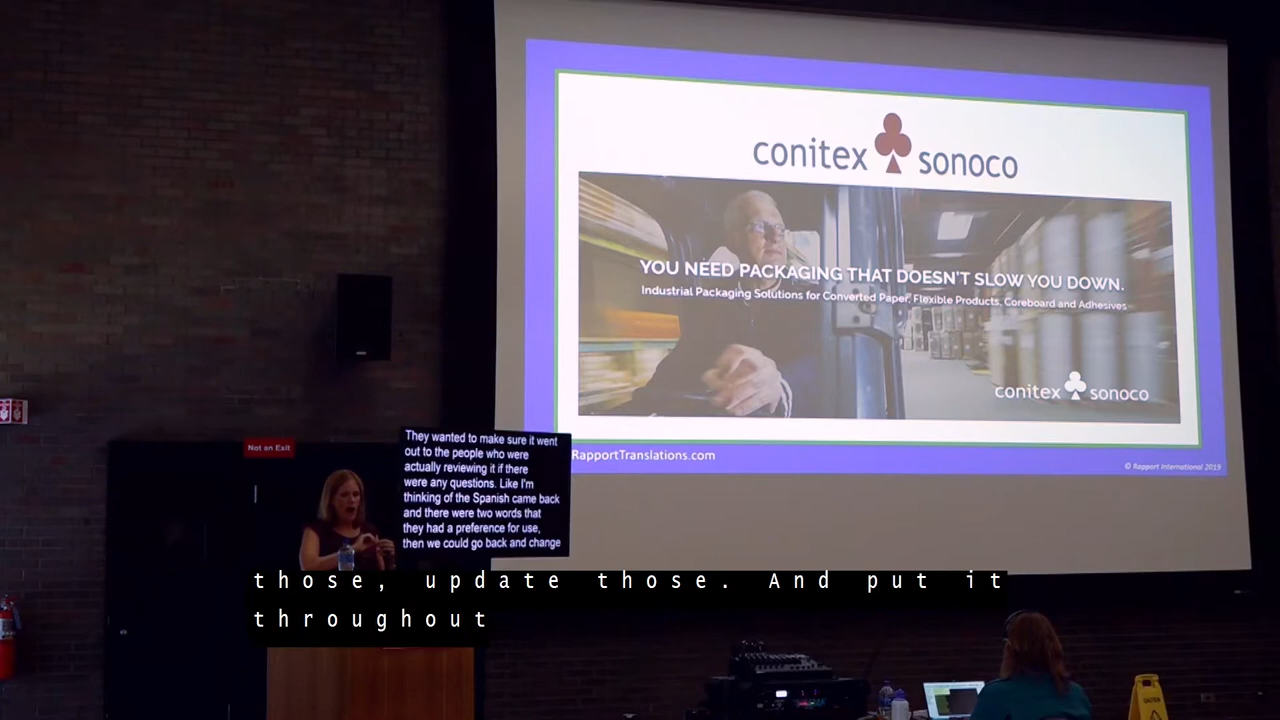 conitex sonoco
YOU NEED PACKAGING THAT DOESN'T SLOW YOU DOWN.
Industrial Packaging Solutions for Converted Paper, Flexible Products, Coreboard and Adhesives
conitex sonoco
RapportTranslations.com
© Rapport International 2019
Not an Exit
They wanted to make sure it went
out to the people who were
actually reviewing it if there
were any questions. Like I'm
thinking of the Spanish came back
and there were two words that
they had a preference for use,
then we could go back and change
those, update those. And put it
throughout
CAUTION